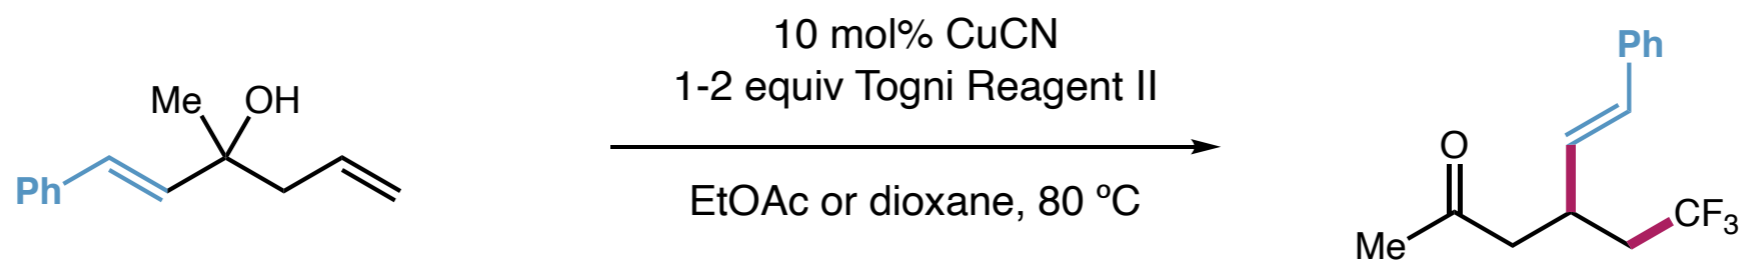 Ph
Me
OH
10 mol% CuCN
1-2 equiv Togni Reagent II
EtOAc or dioxane, 80 ºC
Me
O
Ph
CF3